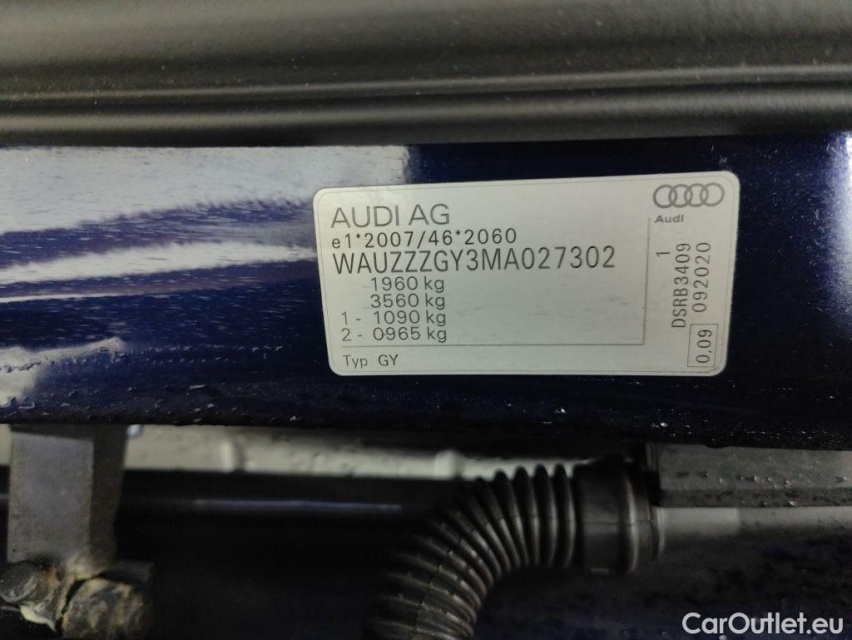 AUDI AG
e1*2007/46*2060
WAUZZZGY3MA027302
1960 kg
3560 kg
1 - 1090 kg
2 - 0965 kg
Typ GY
Audi
1
DSRB3409
092020
0,09
CarOutlet.eu